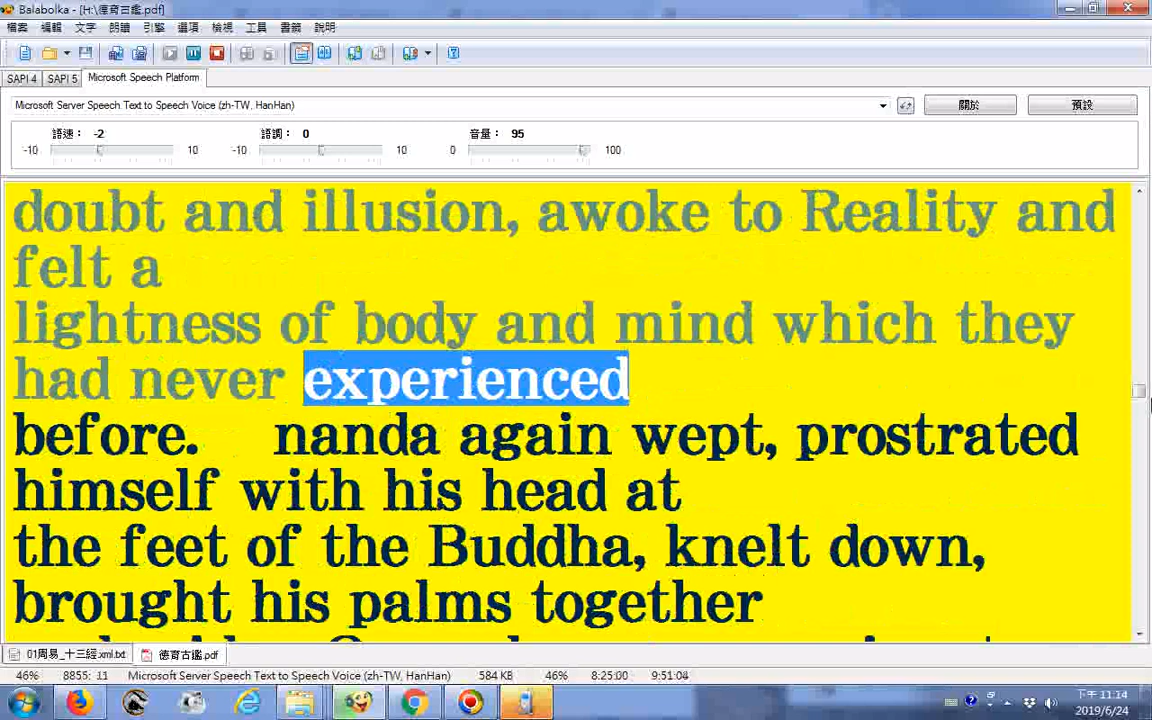 Balabolka - [H:\德育古鑑.pdf]
檔案 編輯 文字 朗讀 引擎 選項 檢視 工具 書籤 說明
SAPI 4 SAPI 5 Microsoft Speech Platform
Microsoft Server Speech Text to Speech Voice (zh-TW, HanHan) 關於 預設
語速： -2 語調： 0 音量： 95
-10 10 -10 10 0 100
doubt and illusion, awoke to Reality and
felt a
lightness of body and mind which they
had never experienced
before. nanda again wept, prostrated
himself with his head at
the feet of the Buddha, knelt down,
brought his palms together
01周易_十三經.xml.txt 德育古鑑.pdf
46% 8855: 11 Microsoft Server Speech Text to Speech Voice (zh-TW, HanHan) 584 KB 46% 8:25:00 9:51:04
下午 11:14
2019/6/24